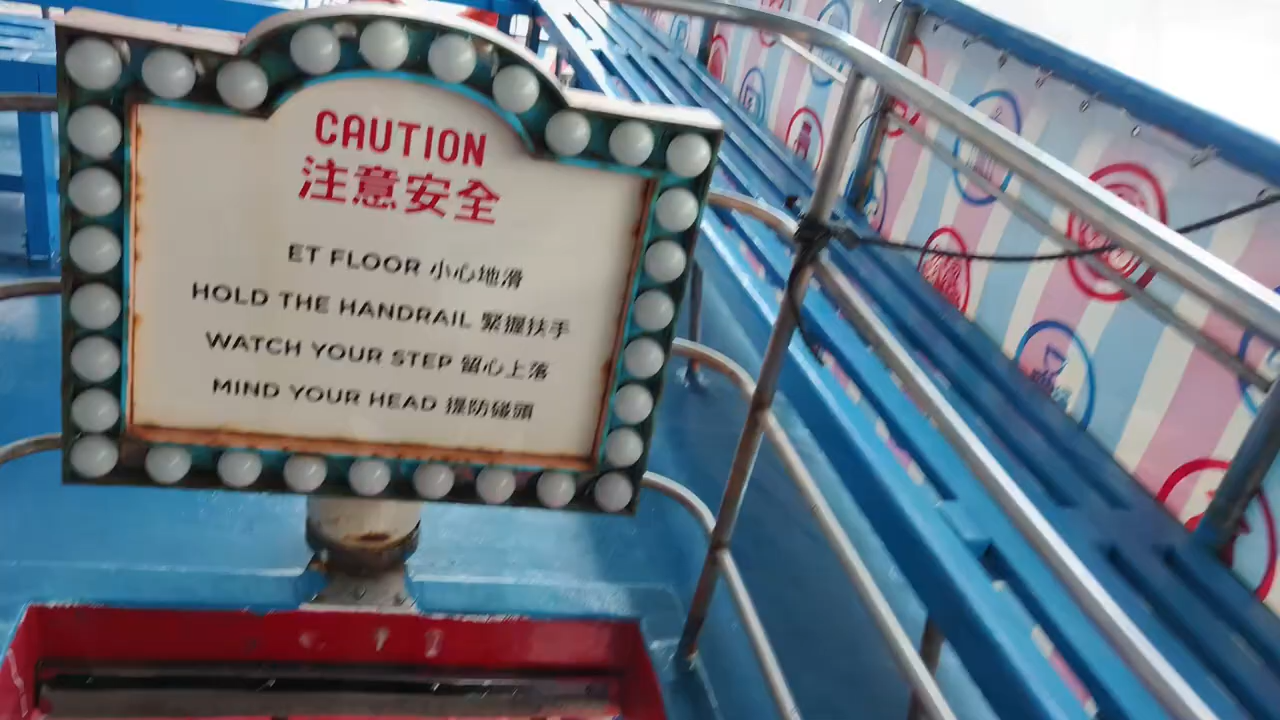 CAUTION
注意安全
ET FLOOR 小心地滑
HOLD THE HANDRAIL 緊握扶手
WATCH YOUR STEP 留心上落
MIND YOUR HEAD 提防碰頭